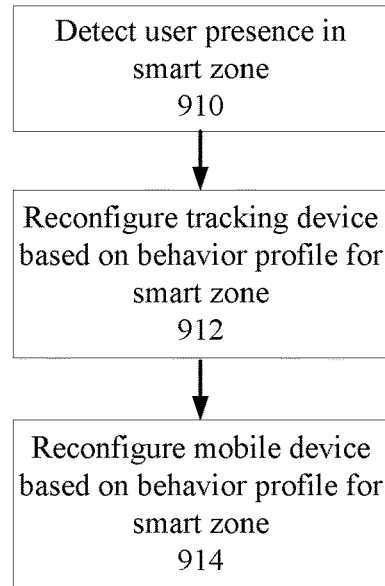 Detect user presence in
smart zone
910
Reconfigure tracking device
based on behavior profile for
smart zone
912
Reconfigure mobile device
based on behavior profile for
smart zone
914